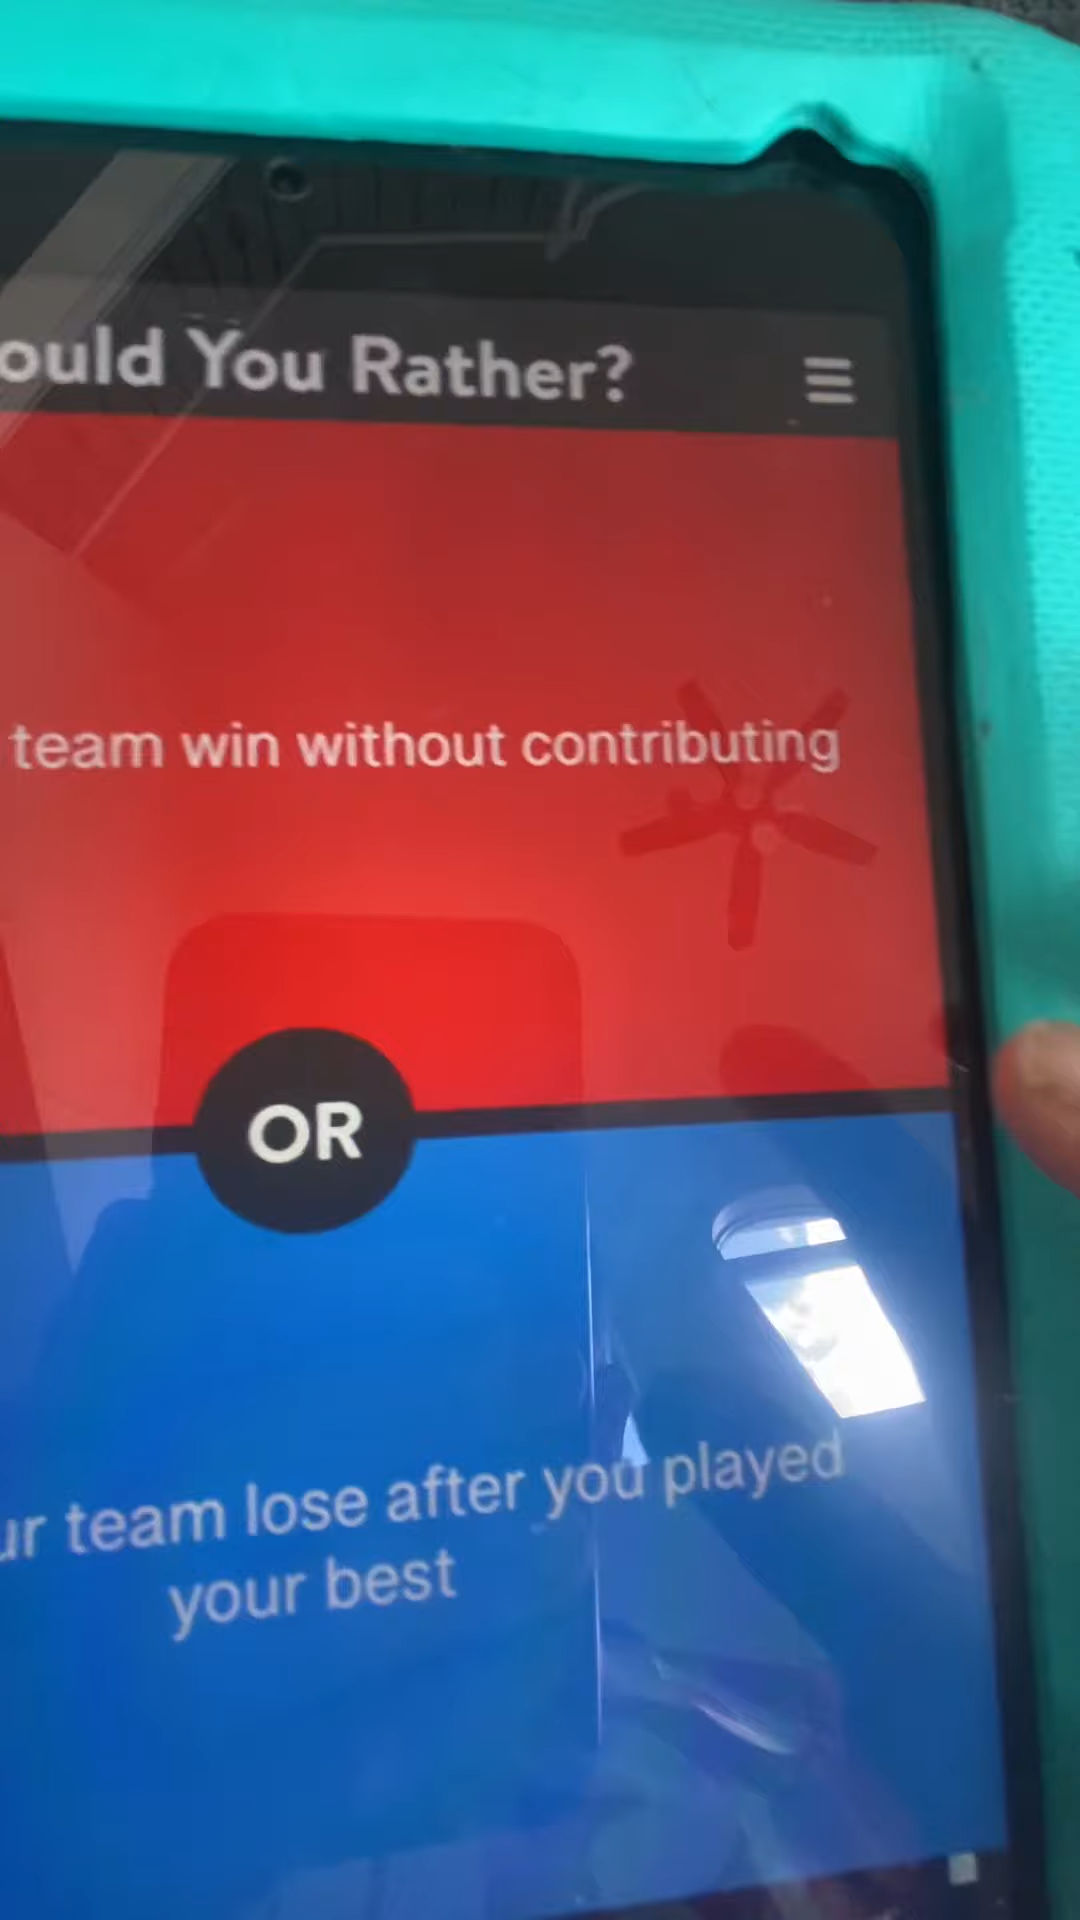 ould You Rather?
team win without contributing
OR
ur team lose after you played
your best